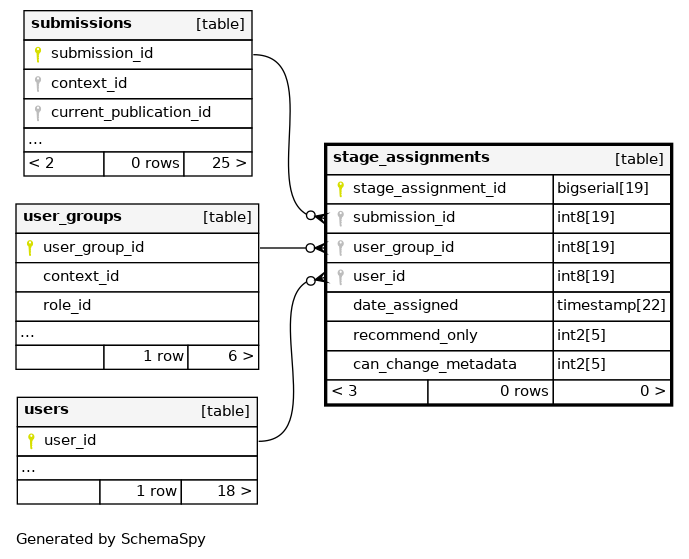 submissions [table]
submission_id
context_id
current_publication_id
...
< 2 0 rows 25 >
user_groups [table]
user_group_id
context_id
role_id
...
1 row 6 >
users [table]
user_id
...
1 row 18 >
stage_assignments [table]
stage_assignment_id bigserial[19]
submission_id int8[19]
user_group_id int8[19]
user_id int8[19]
date_assigned timestamp[22]
recommend_only int2[5]
can_change_metadata int2[5]
< 3 0 rows 0 >
Generated by SchemaSpy